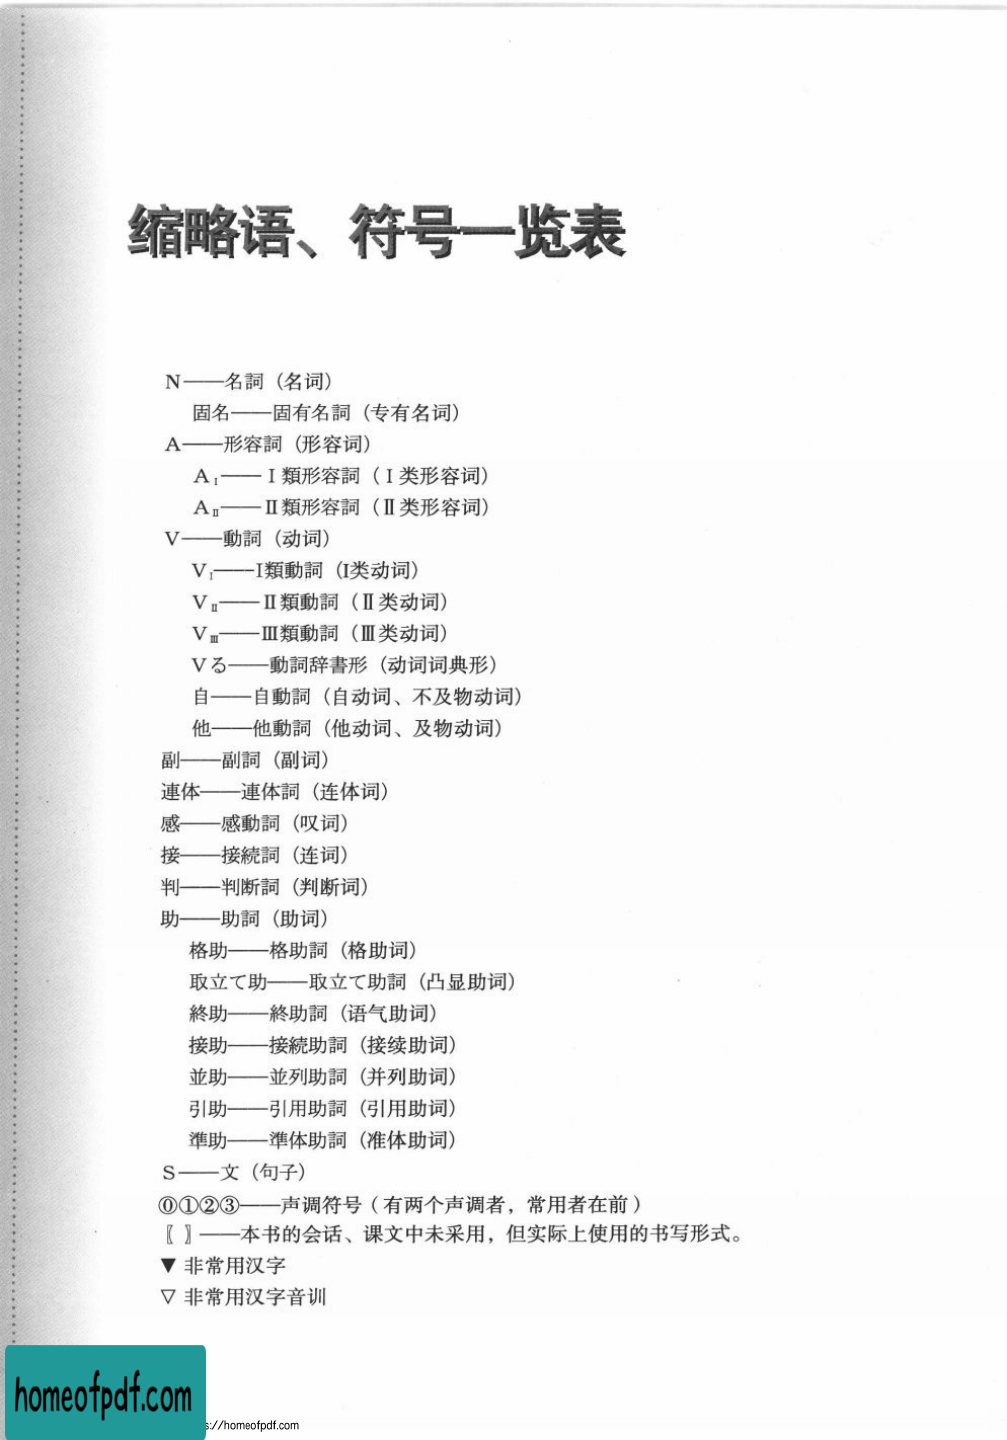 缩略语、符号一览表
N——名詞（名词）
固名——固有名詞（专有名词）
A——形容詞（形容词）
AⅠ——Ⅰ類形容詞（Ⅰ类形容词）
AⅡ——Ⅱ類形容詞（Ⅱ类形容词）
V——動詞（动词）
VⅠ——Ⅰ類動詞（Ⅰ类动词）
VⅡ——Ⅱ類動詞（Ⅱ类动词）
VⅢ——Ⅲ類動詞（Ⅲ类动词）
Vる——動詞辞書形（动词词典形）
自——自動詞（自动词、不及物动词）
他——他動詞（他动词、及物动词）
副——副詞（副词）
連体——連体詞（连体词）
感——感動詞（叹词）
接——接続詞（连词）
判——判断詞（判断词）
助——助詞（助词）
格助——格助詞（格助词）
取立て助——取立て助詞（凸显助词）
終助——終助詞（语气助词）
接助——接続助詞（接续助词）
並助——並列助詞（并列助词）
引助——引用助詞（引用助词）
準助——準体助詞（准体助词）
S——文（句子）
⓪①②③——声调符号（有两个声调者，常用者在前）
〖 〗——本书的会话、课文中未采用，但实际上使用的书写形式。
▼ 非常用汉字
▽ 非常用汉字音训
homeofpdf.com
s://homeofpdf.com